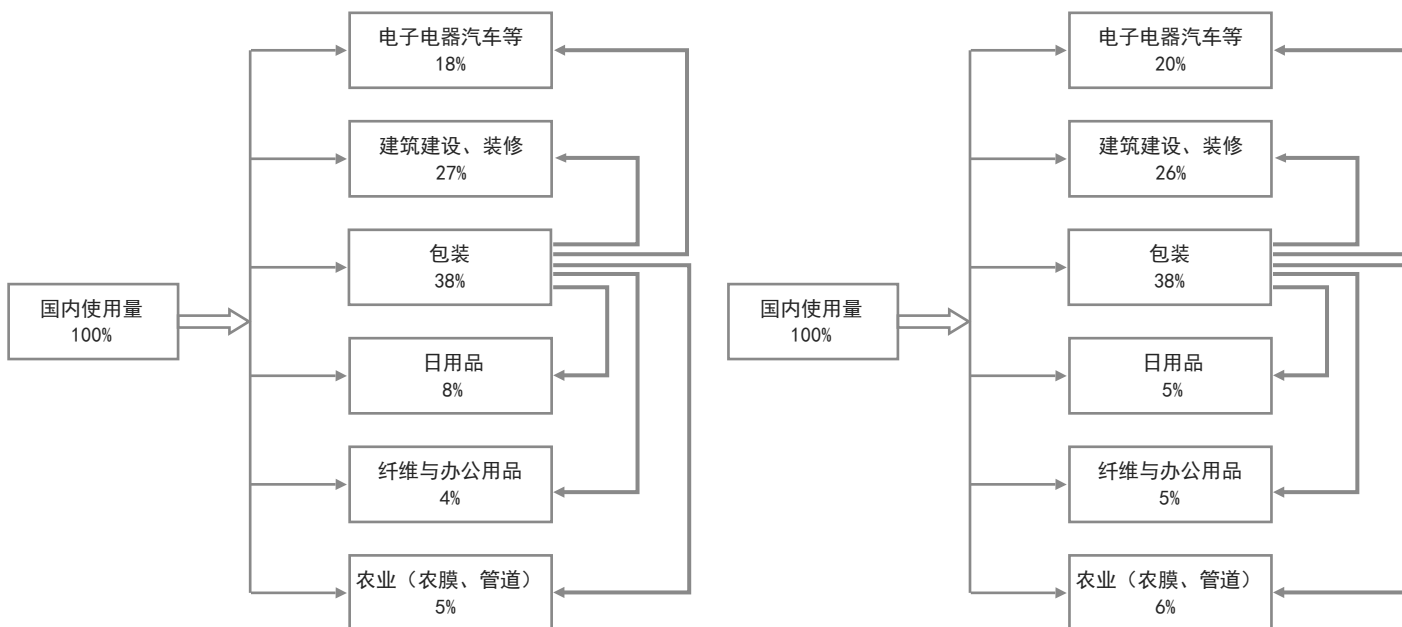 电子电器汽车等
18%
建筑建设、装修
27%
包装
38%
国内使用量
100%
日用品
8%
纤维与办公用品
4%
农业（农膜、管道）
5%
电子电器汽车等
20%
建筑建设、装修
26%
包装
38%
国内使用量
100%
日用品
5%
纤维与办公用品
5%
农业（农膜、管道）
6%